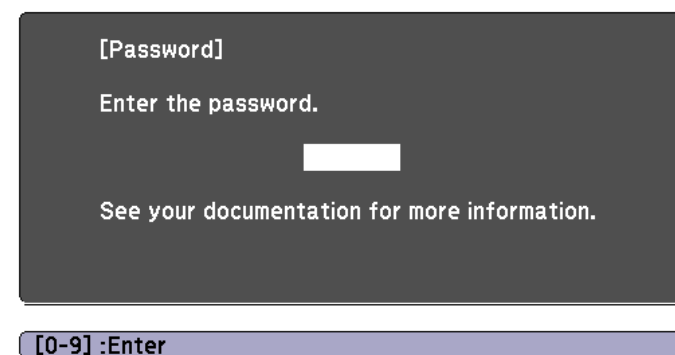 [Password]
Enter the password.
See your documentation for more information.
[0-9] :Enter